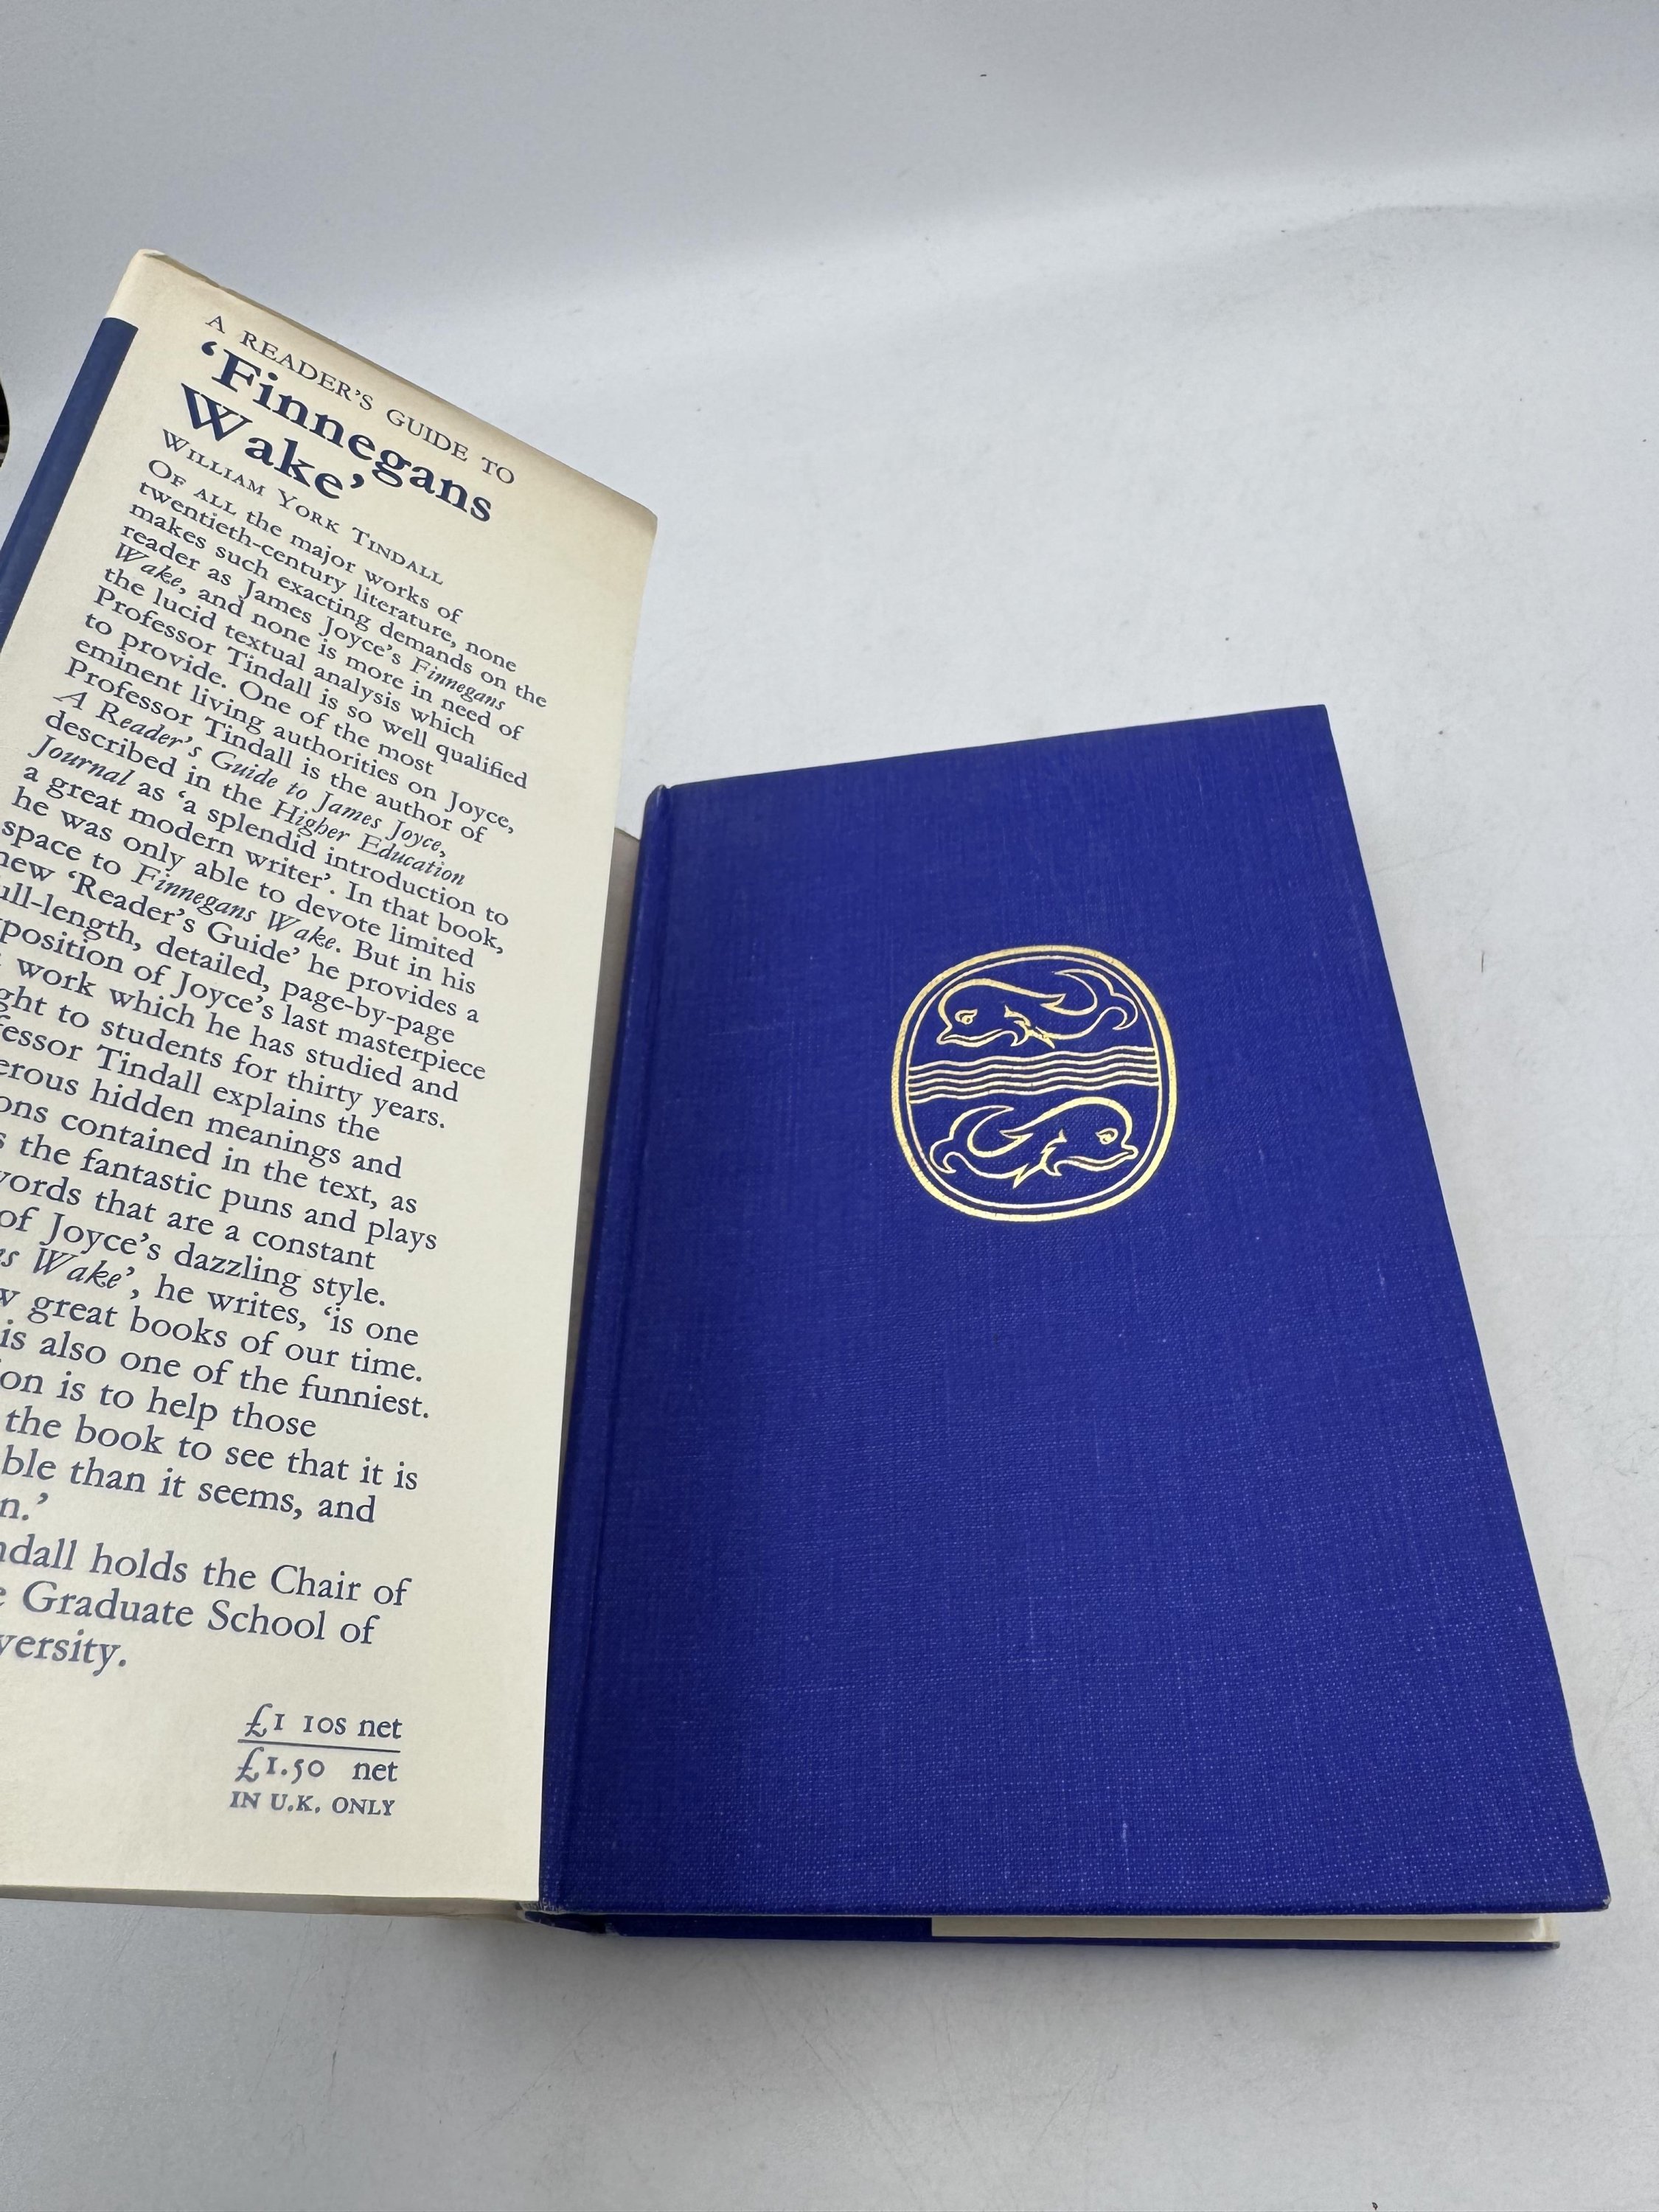 A READER'S GUIDE TO
‘Finnegans
Wake’
WILLIAM YORK TINDALL
OF ALL the major works of
twentieth-century literature, none
makes such exacting demands on the
reader as James Joyce's Finnegans
Wake, and none is more in need of
the lucid textual analysis which
Professor Tindall is so well qualified
to provide. One of the most
eminent living authorities on Joyce,
Professor Tindall is the author of
A Reader's Guide to James Joyce,
described in the Higher Education
Journal as ‘a splendid introduction to
a great modern writer’. In that book,
he was only able to devote limited
space to Finnegans Wake. But in his
new ‘Reader's Guide’ he provides a
full-length, detailed, page-by-page
position of Joyce's last masterpiece
work which he has studied and
ght to students for thirty years.
fessor Tindall explains the
erous hidden meanings and
ons contained in the text, as
s the fantastic puns and plays
words that are a constant
of Joyce's dazzling style.
s Wake’, he writes, ‘is one
w great books of our time.
is also one of the funniest.
on is to help those
the book to see that it is
ble than it seems, and
n.’
ndall holds the Chair of
e Graduate School of
versity.
£1 10s net
£1.50 net
IN U.K. ONLY